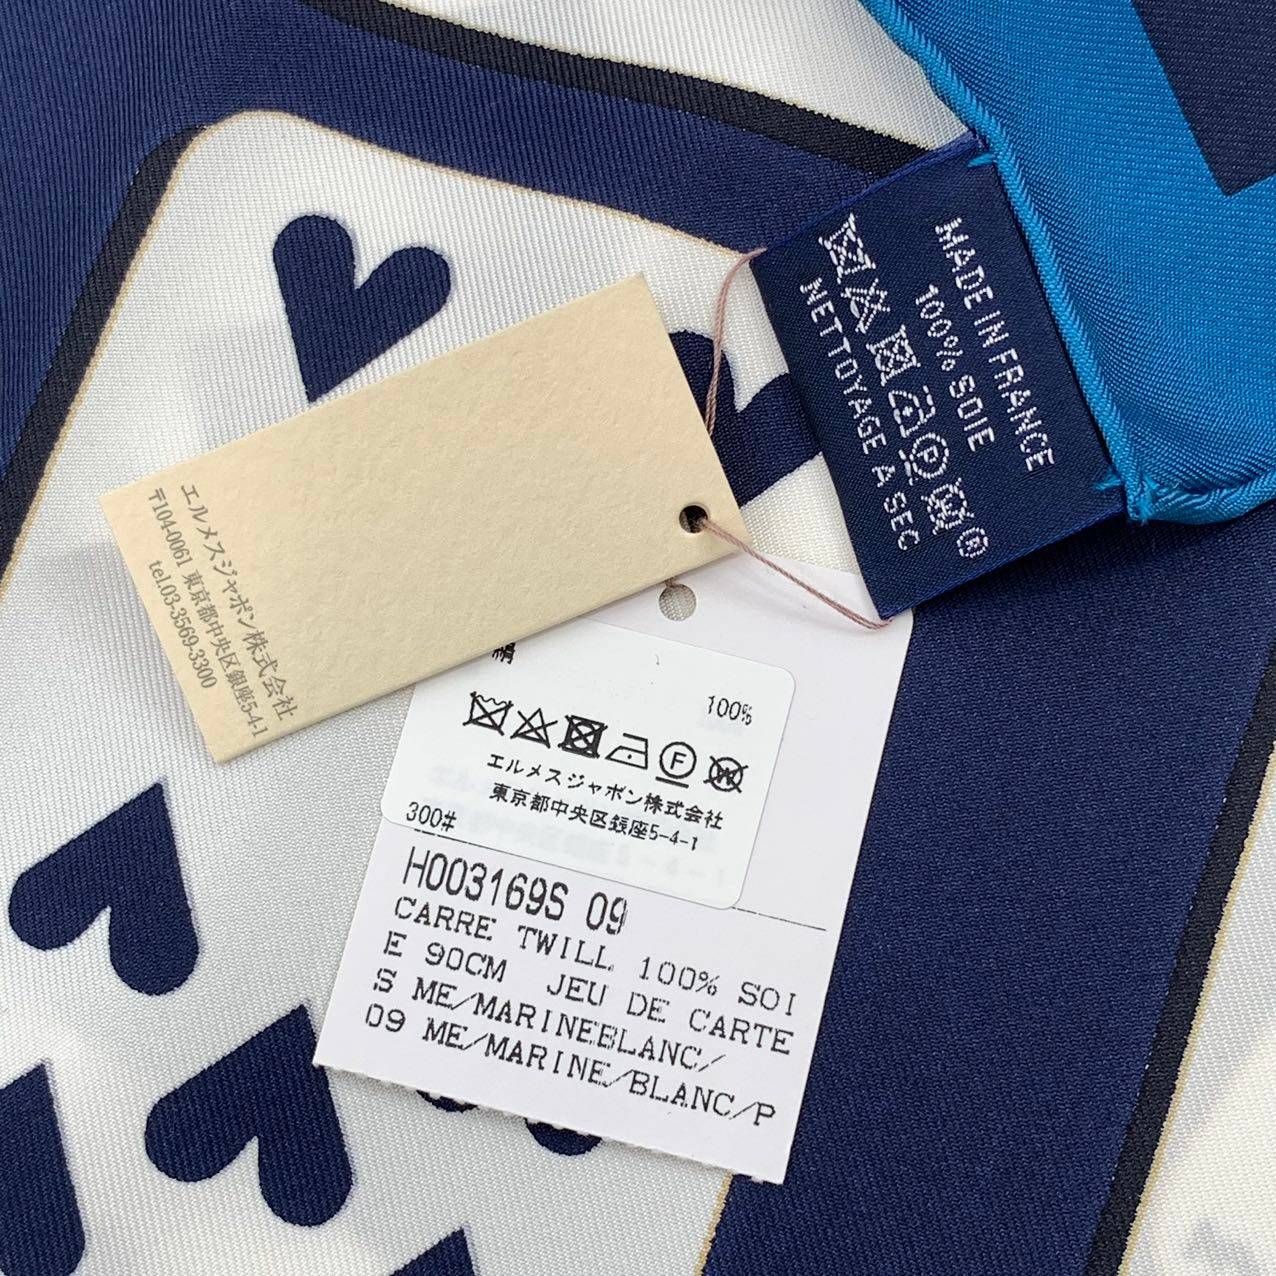 MADE IN FRANCE
100% SOIE
P
W®
NETTOYAGE A SEC
エルメスジャポン株式会社
〒104-0061 東京都中央区銀座5-4-1
tel.03-3569-3300
絹 100%
F
W
エルメスジャポン株式会社
東京都中央区銀座5-4-1
300#
H003169S 09
CARRE TWILL 100% SOI
E 90CM JEU DE CARTE
S ME/MARINEBLANC/
09 ME/MARINE/BLANC/P